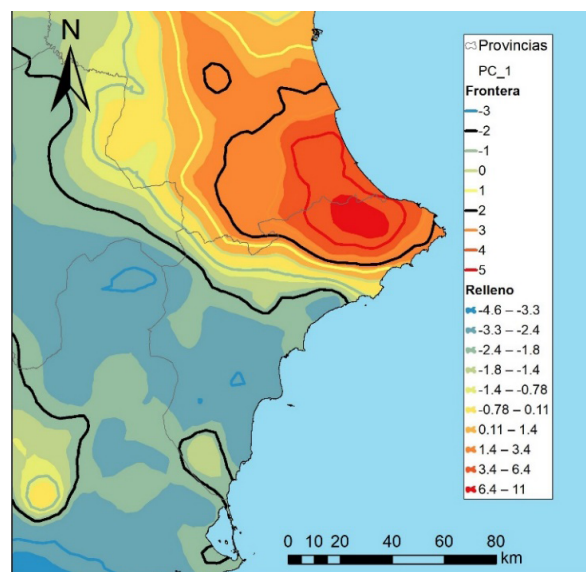 N
Provincias
PC_1
Frontera
-3
-2
-1
0
1
2
3
4
5
Relleno
-4.6 – -3.3
-3.3 – -2.4
-2.4 – -1.8
-1.8 – -1.4
-1.4 – -0.78
-0.78 – 0.11
0.11 – 1.4
1.4 – 3.4
3.4 – 6.4
6.4 – 11
0 10 20 40 60 80
km